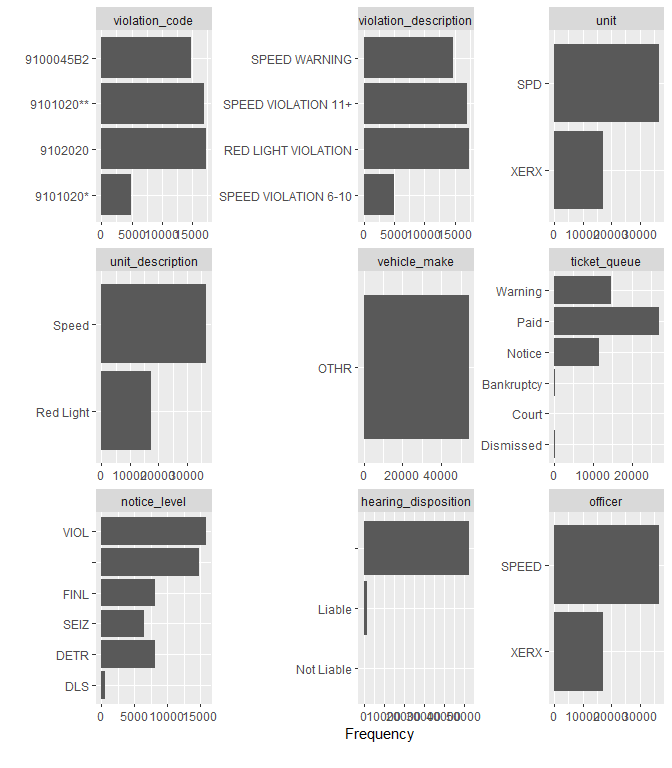 violation_code
9100045B2
9101020**
9102020
9101020*
0 5000 10000 15000
violation_description
SPEED WARNING
SPEED VIOLATION 11+
RED LIGHT VIOLATION
SPEED VIOLATION 6-10
0 5000 10000 15000
unit
SPD
XERX
0 10000 20000 30000
unit_description
Speed
Red Light
0 10000 20000 30000
vehicle_make
OTHR
0 20000 40000
ticket_queue
Warning
Paid
Notice
Bankruptcy
Court
Dismissed
0 10000 20000
notice_level
VIOL
FINL
SEIZ
DETR
DLS
0 5000 10000 15000
hearing_disposition
Liable
Not Liable
0 10000 20000 30000 40000 50000
officer
SPEED
XERX
0 10000 20000 30000
Frequency